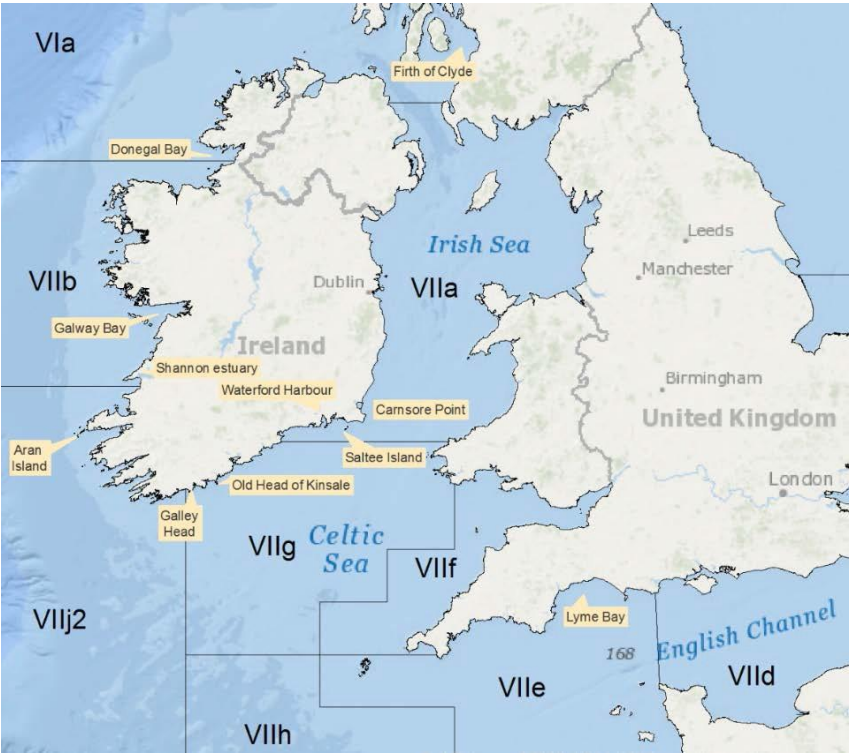 VIa
Firth of Clyde
Donegal Bay
Irish Sea
Leeds
Manchester
VIIb
VIIa
Dublin
Galway Bay
Ireland
Shannon estuary
Waterford Harbour
Birmingham
Carnsore Point
United Kingdom
Aran
Island
Saltee Island
London
Old Head of Kinsale
Galley
Head
VIIg
Celtic
Sea
VIIf
VIIj2
Lyme Bay
English Channel
168
VIId
VIIe
VIIh